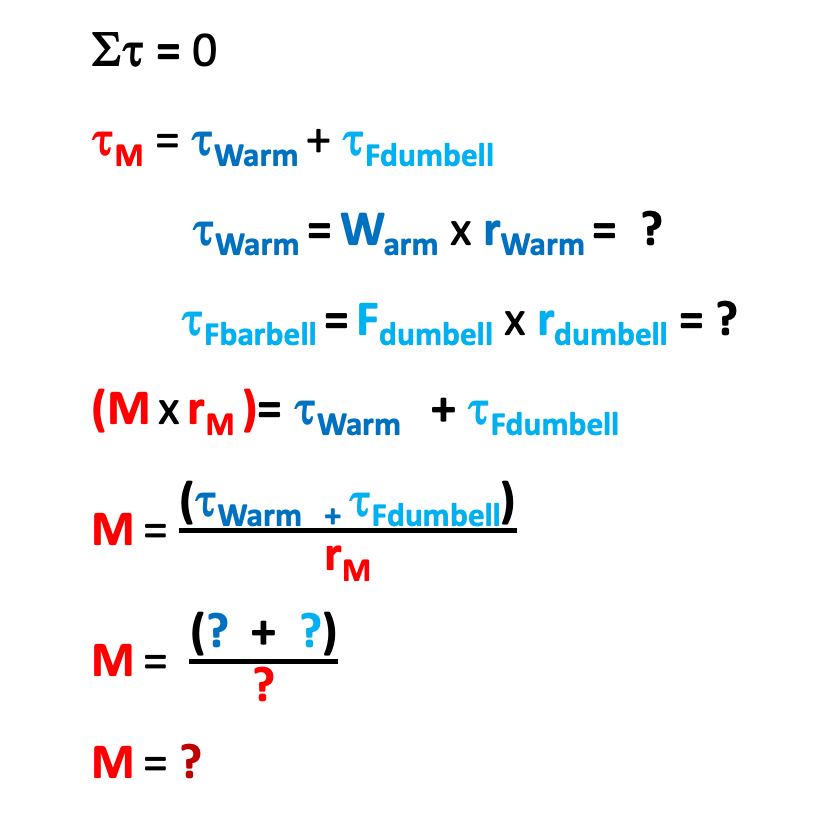 Στ = 0
τM = τWarm + τFdumbell
τWarm = Warm x rWarm = ?
τFbarbell = Fdumbell x rdumbell = ?
(M x rM )= τWarm + τFdumbell
M = (τWarm + τFdumbell)
rM
M = (? + ?)
?
M = ?